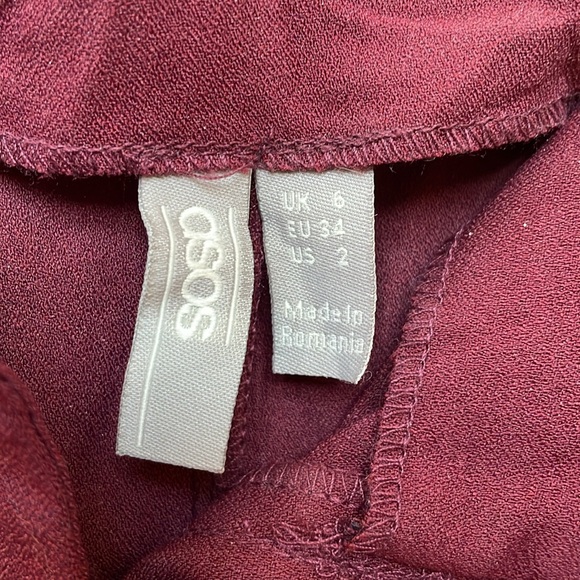 asos
UK 6
EU 34
US 2
Made In
Romania